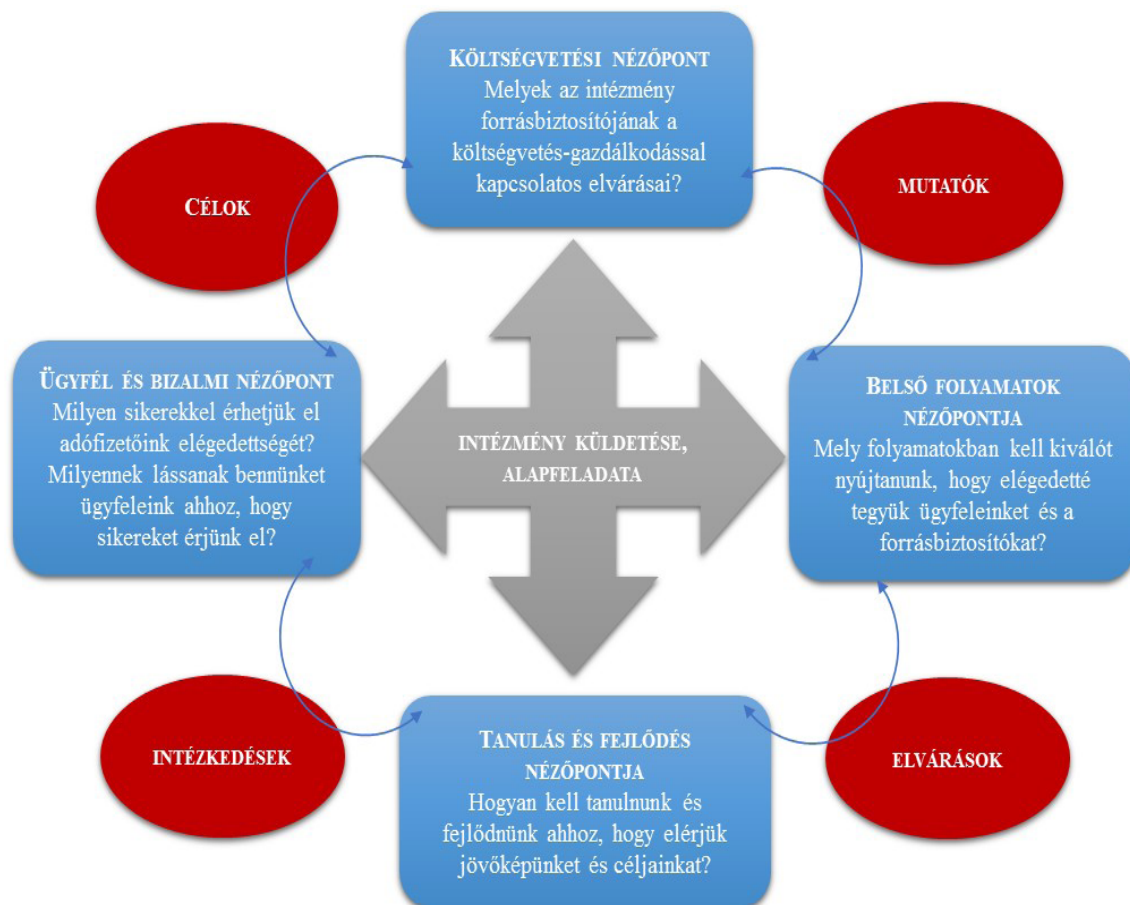 KÖLTSÉGVETÉSI NÉZŐPONT
Melyek az intézmény
forrásbiztosítójának a
költségvetés-gazdálkodással
kapcsolatos elvárásai?
CÉLOK
MUTATÓK
ÜGYFÉL ÉS BIZALMI NÉZŐPONT
Milyen sikerekkel érhetjük el
adófizetőink elégedettségét?
Milyennek lássanak bennünket
ügyfeleink ahhoz, hogy
sikereket érjünk el?
INTÉZMÉNY KÜLDETÉSE,
ALAPFELADATA
BELSŐ FOLYAMATOK
NÉZŐPONTJA
Mely folyamatokban kell kiválót
nyújtanunk, hogy elégedetté
tegyük ügyfeleinket és a
forrásbiztosítókat?
INTÉZKEDÉSEK
TANULÁS ÉS FEJLŐDÉS
NÉZŐPONTJA
Hogyan kell tanulnunk és
fejlődnünk ahhoz, hogy elérjük
jövőképünket és céljainkat?
ELVÁRÁSOK